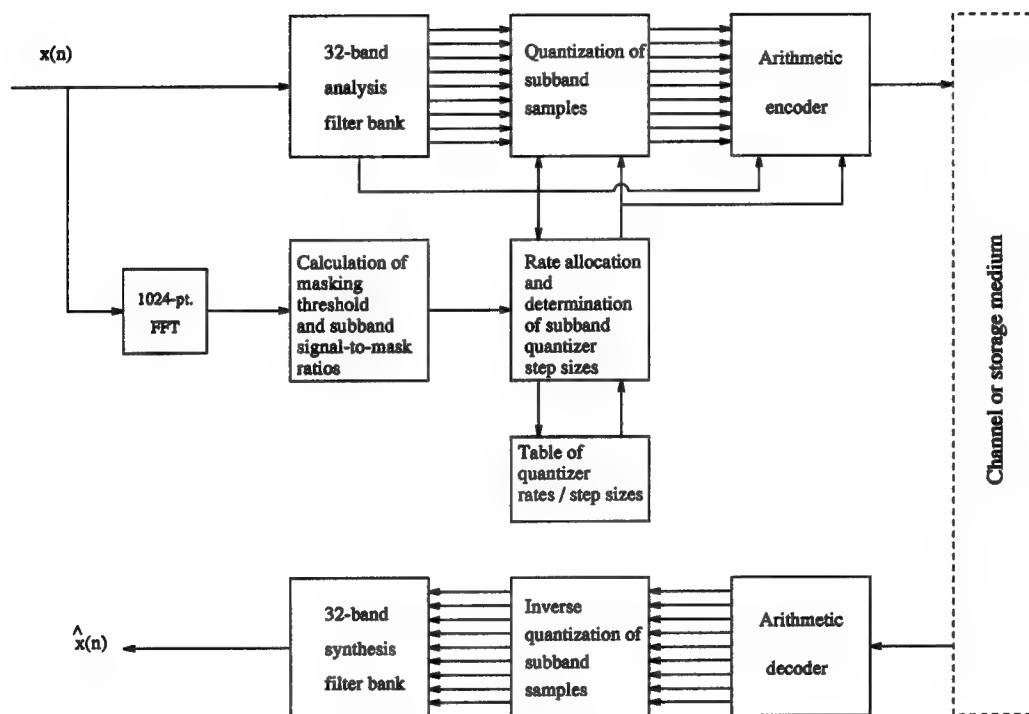 x(n)
32-band
analysis
filter bank
Quantization of
subband
samples
Arithmetic
encoder
1024-pt.
FFT
Calculation of
masking
threshold
and subband
signal-to-mask
ratios
Rate allocation
and
determination
of subband
quantizer
step sizes
Table of
quantizer
rates / step sizes
Channel or storage medium
x̂(n)
32-band
synthesis
filter bank
Inverse
quantization of
subband
samples
Arithmetic
decoder